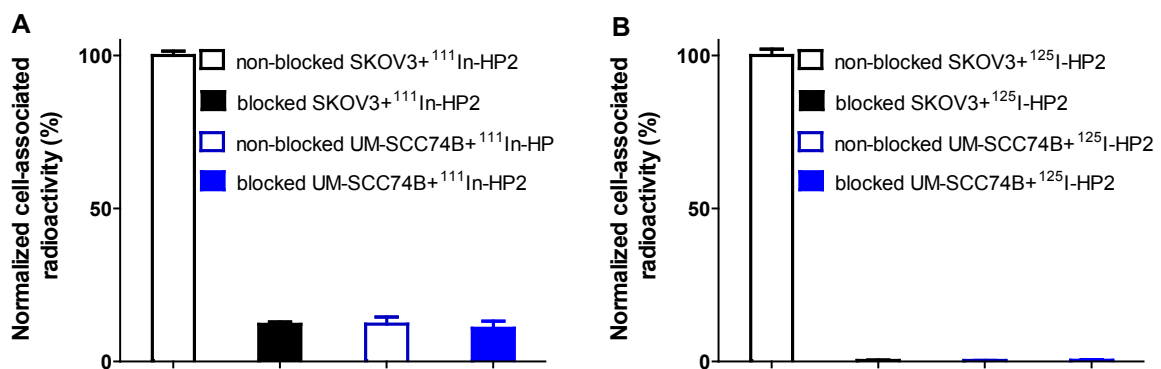 A
Normalized cell-associated
radioactivity (%)
100
50
0
non-blocked SKOV3+¹¹¹In-HP2
blocked SKOV3+¹¹¹In-HP2
non-blocked UM-SCC74B+¹¹¹In-HP
blocked UM-SCC74B+¹¹¹In-HP2
B
Normalized cell-associated
radioactivity (%)
100
50
0
non-blocked SKOV3+¹²⁵I-HP2
blocked SKOV3+¹²⁵I-HP2
non-blocked UM-SCC74B+¹²⁵I-HP2
blocked UM-SCC74B+¹²⁵I-HP2